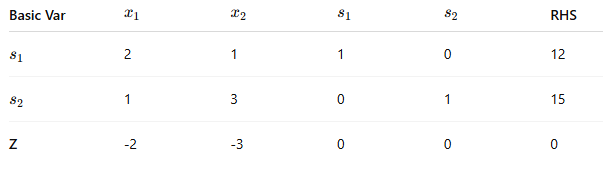 Basic Var x₁ x₂ s₁ s₂ RHS
s₁ 2 1 1 0 12
s₂ 1 3 0 1 15
Z -2 -3 0 0 0